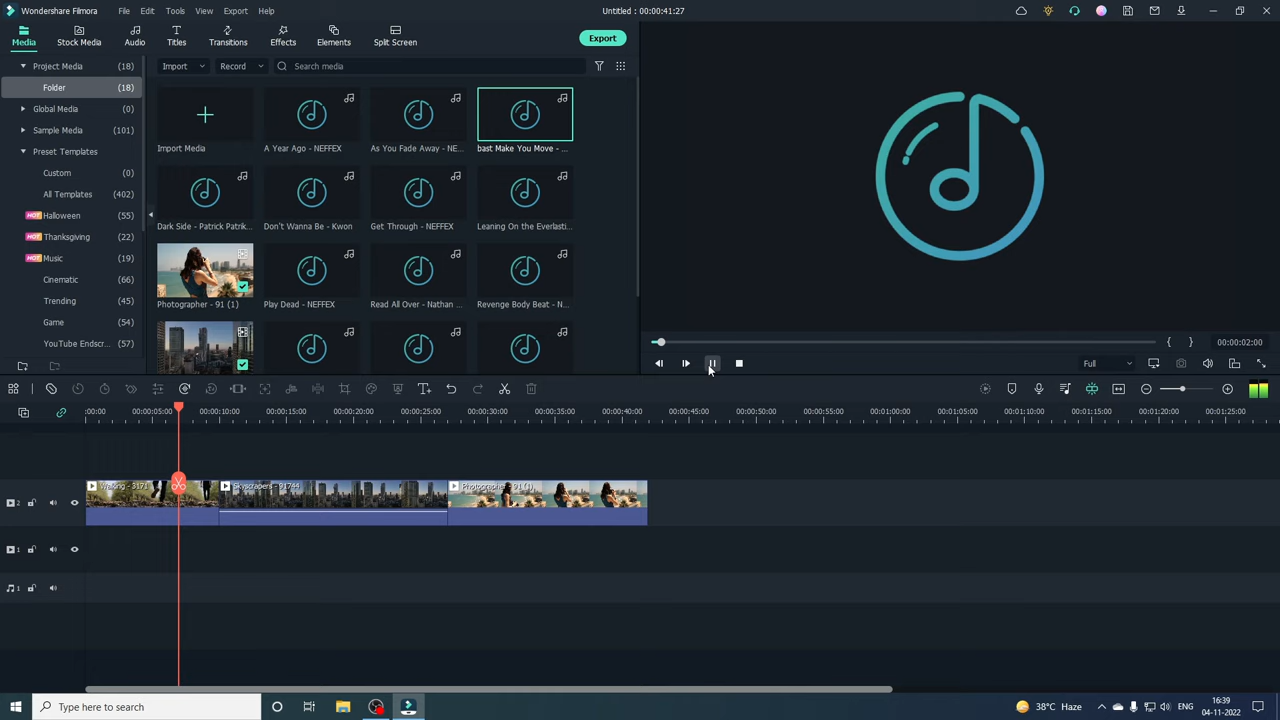 Wondershare Filmora File Tools View Export Help Untitled : 00:00:41:27
Media Stock Media Audio Titles Transitions Effects Elements Split Screen Export
Project Media (18)
Folder (18)
Global Media (0)
Sample Media (101)
Preset Templates
Custom (0)
All Templates (402)
HOT Halloween (55)
HOT Thanksgiving (22)
HOT Music (19)
Cinematic (66)
Trending (45)
Game (54)
YouTube Endscr... (57)
Import Record Search media
Import Media A Year Ago - NEFFEX As You Fade Away - NE... bast Make You Move - ...
Dark Side - Patrick Patrik... Don't Wanna Be - Kwon Get Through - NEFFEX Leaning On the Everlasti...
Photographer - 91 (1) Play Dead - NEFFEX Read All Over - Nathan ... Revenge Body Beat - N...
{ } 00:00:02:00
Full
:00:00 00:00:05:00 00:00:10:00 00:00:15:00 00:00:20:00 00:00:25:00 00:00:30:00 00:00:35:00 00:00:40:00 00:00:45:00 00:00:50:00 00:00:55:00 00:01:00:00 00:01:05:00 00:01:10:00 00:01:15:00 00:01:20:00 00:01:25:00
Walking - 3171 Skyscrapers - 91744 Photographer - 91 (1)
2
1
1
Type here to search 38°C Haze ENG 16:39
04-11-2022